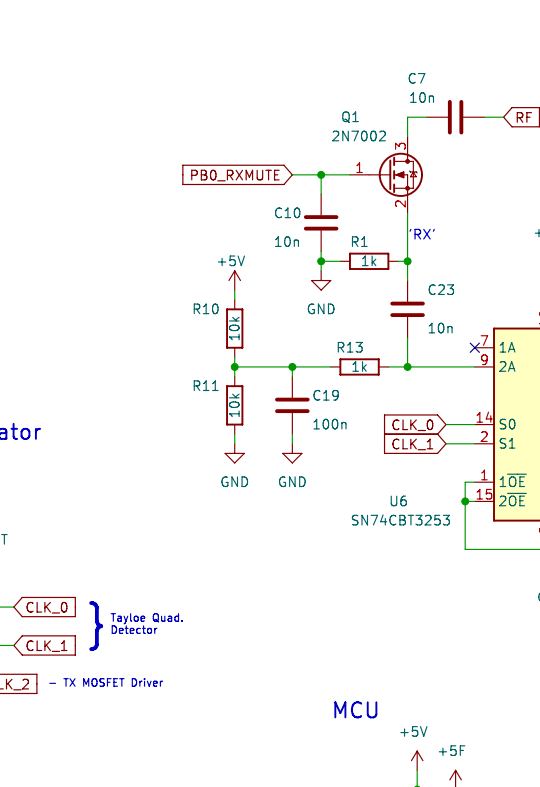 C7
10n
Q1
2N7002
RF
3
1
2
PB0_RXMUTE
C10
10n
'RX'
R1
1k
+5V
GND
C23
10n
R10
10k
R13
1k
7
1A
9
2A
R11
10k
C19
100n
CLK_0
14
S0
CLK_1
2
S1
ator
GND
GND
1
1OE
15
2OE
U6
SN74CBT3253
T
CLK_0
Tayloe Quad.
Detector
CLK_1
LK_2
– TX MOSFET Driver
MCU
+5V
+5F